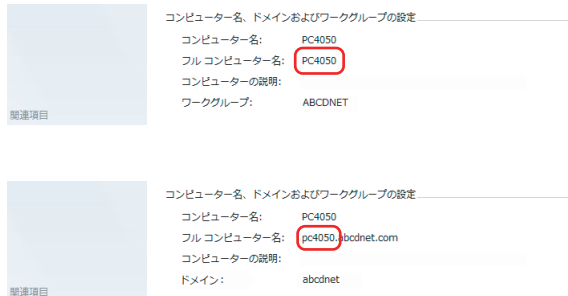 コンピューター名、ドメインおよびワークグループの設定
コンピューター名: PC4050
フル コンピューター名: PC4050
コンピューターの説明:
ワークグループ: ABCDNET
関連項目
コンピューター名、ドメインおよびワークグループの設定
コンピューター名: PC4050
フル コンピューター名: pc4050.abcdnet.com
コンピューターの説明:
ドメイン: abcdnet
関連項目